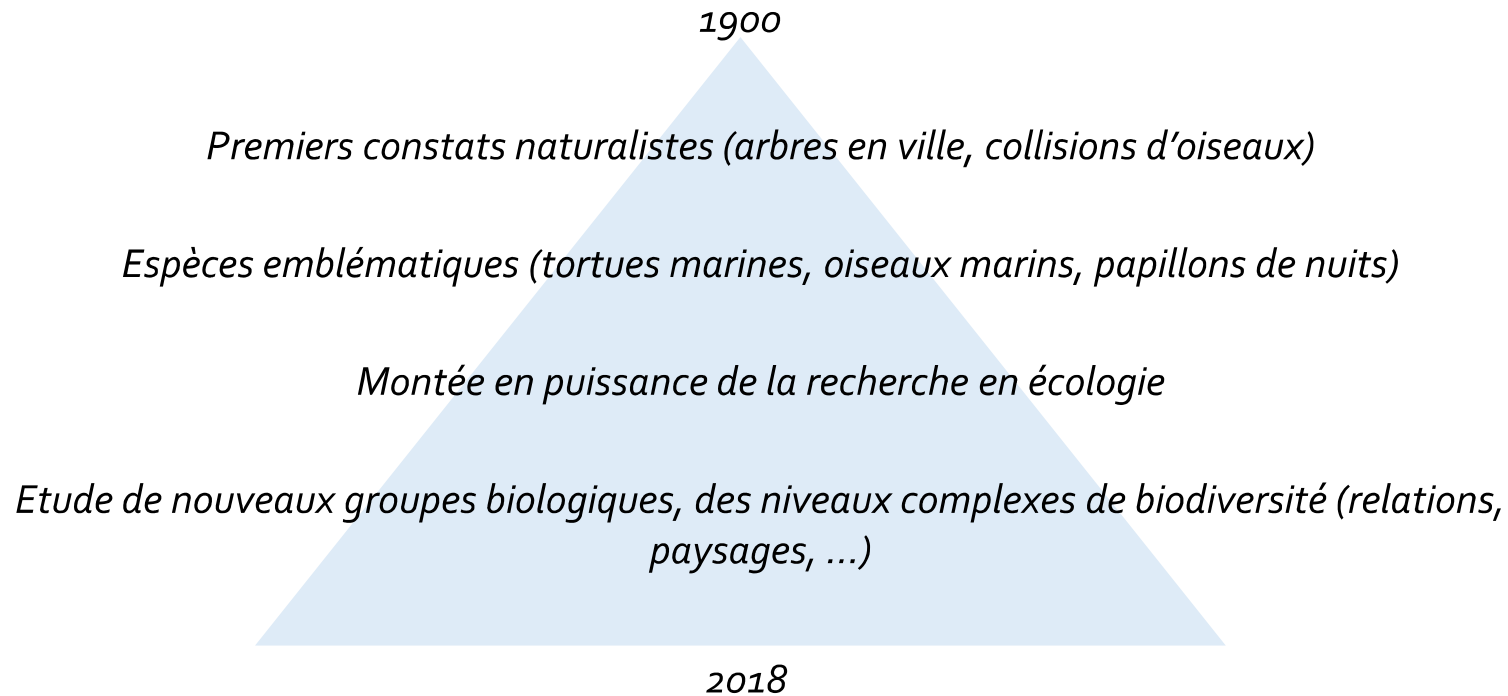 1900
Premiers constats naturalistes (arbres en ville, collisions d’oiseaux)
Espèces emblématiques (tortues marines, oiseaux marins, papillons de nuits)
Montée en puissance de la recherche en écologie
Etude de nouveaux groupes biologiques, des niveaux complexes de biodiversité (relations,
paysages, …)
2018